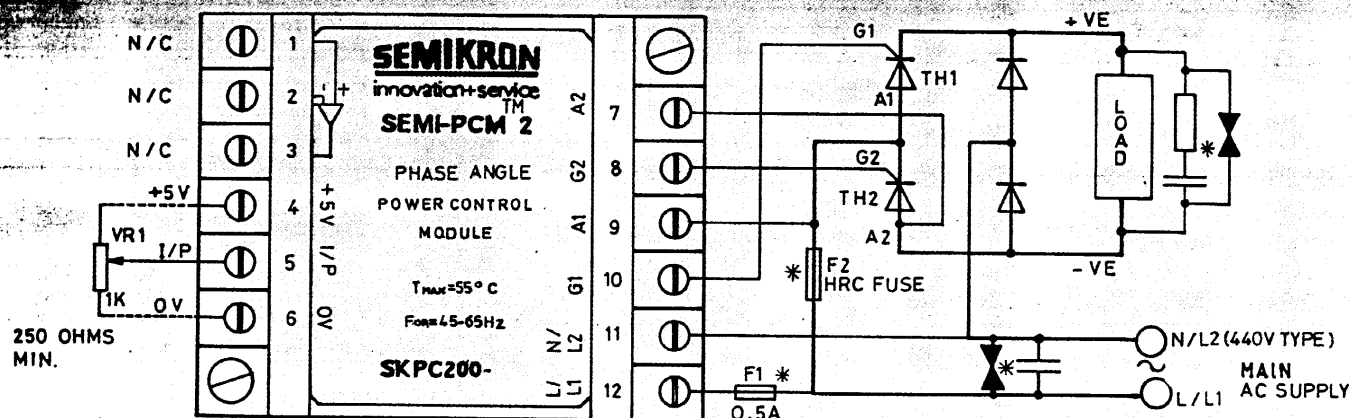 N/C
N/C
N/C
+5V
VR1
I/P
1K
0V
250 OHMS
MIN.
1
2
3
4
5
6
- +
+5V
I/P
0V
SEMIKRON
innovation+service
TM
SEMI-PCM 2
PHASE ANGLE
POWER CONTROL
MODULE
TMAX=55°C
FOR=45-65Hz
SKPC200-
A2
G2
A1
G1
N/
L2
L/
L1
7
8
9
10
11
12
G1
TH1
A1
G2
TH2
A2
+VE
LOAD
*
-VE
*
F2
HRC FUSE
F1 *
0.5A
*
N/L2(440V TYPE)
~
MAIN
AC SUPPLY
L/L1